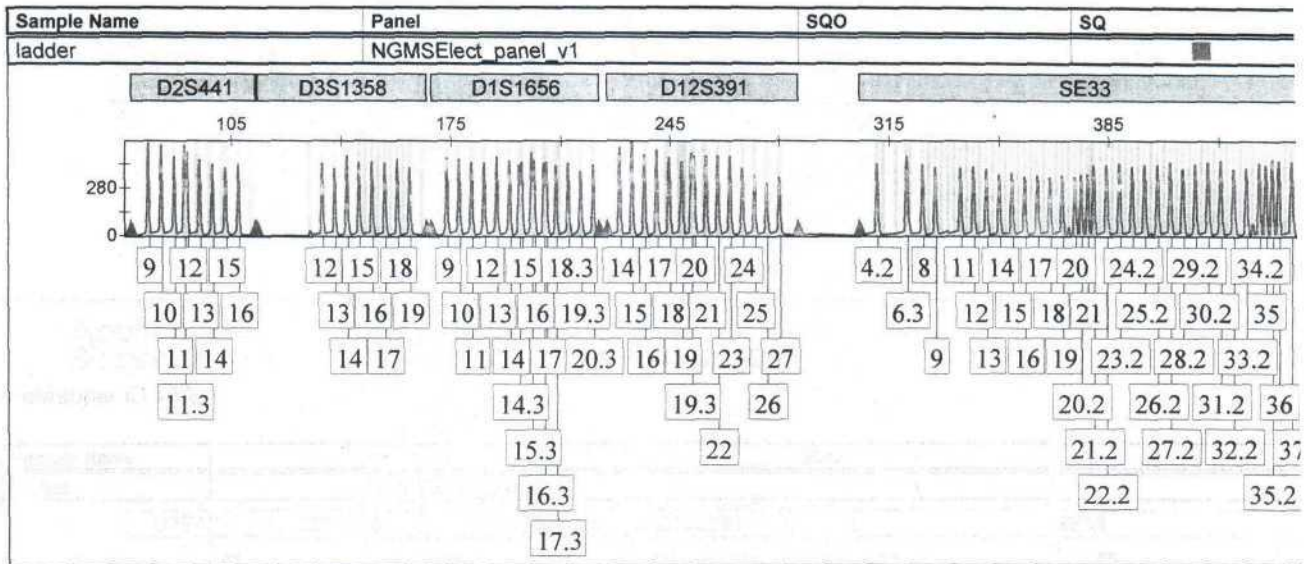 Sample Name Panel SQO SQ
ladder NGMSElect_panel_v1
D2S441 D3S1358 D1S1656 D12S391 SE33
105 175 245 315 385
280
0
9 12 15 12 15 18 9 12 15 18.3 14 17 20 24 4.2 8 11 14 17 20 24.2 29.2 34.2
10 13 16 13 16 19 10 13 16 19.3 15 18 21 25 6.3 12 15 18 21 25.2 30.2 35
11 14 14 17 11 14 17 20.3 16 19 23 27 9 13 16 19 23.2 28.2 33.2
11.3 14.3 19.3 26 20.2 26.2 31.2 36
15.3 22 21.2 27.2 32.2 37
16.3 22.2 35.2
17.3